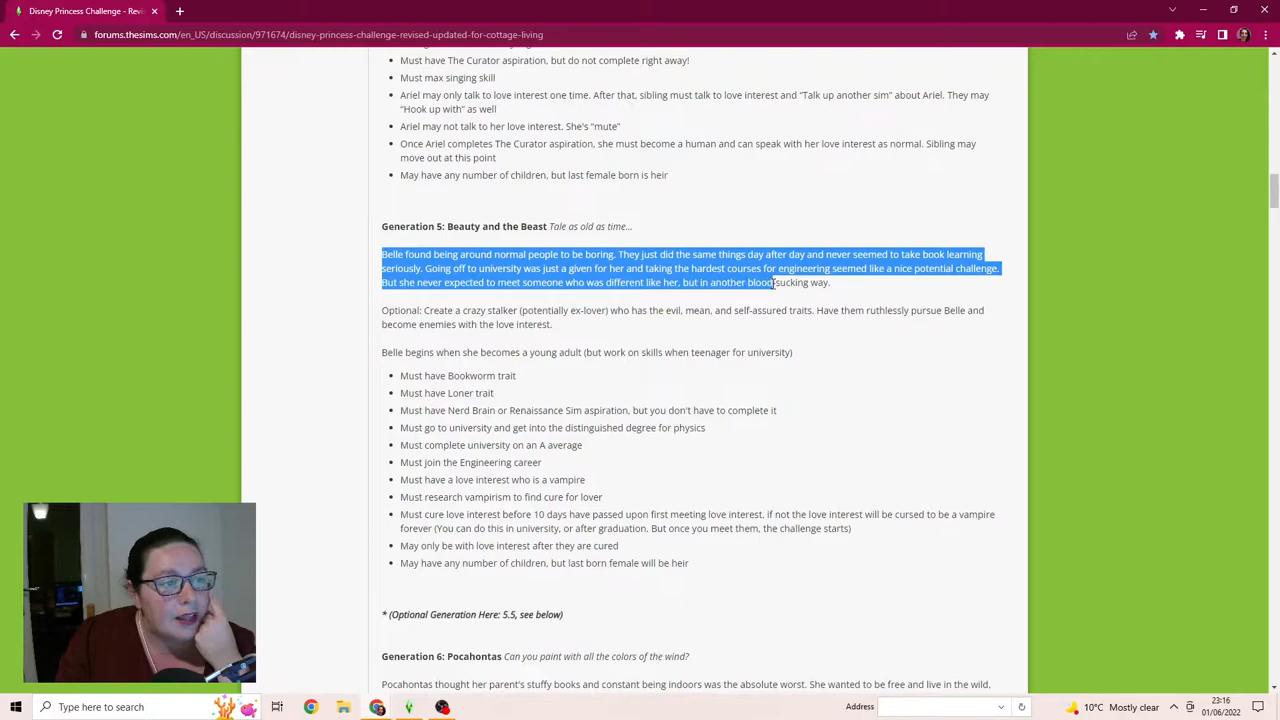 Disney Princess Challenge - Revis
forums.thesims.com/en_US/discussion/971674/disney-princess-challenge-revised-updated-for-cottage-living
Must have The Curator aspiration, but do not complete right away!
Must max singing skill
Ariel may only talk to love interest one time. After that, sibling must talk to love interest and “Talk up another sim” about Ariel. They may
“Hook up with” as well
Ariel may not talk to her love interest. She's “mute”
Once Ariel completes The Curator aspiration, she must become a human and can speak with her love interest as normal. Sibling may
move out at this point
May have any number of children, but last female born is heir
Generation 5: Beauty and the Beast Tale as old as time...
Belle found being around normal people to be boring. They just did the same things day after day and never seemed to take book learning
seriously. Going off to university was just a given for her and taking the hardest courses for engineering seemed like a nice potential challenge.
But she never expected to meet someone who was different like her, but in another blood-sucking way.
Optional: Create a crazy stalker (potentially ex-lover) who has the evil, mean, and self-assured traits. Have them ruthlessly pursue Belle and
become enemies with the love interest.
Belle begins when she becomes a young adult (but work on skills when teenager for university)
Must have Bookworm trait
Must have Loner trait
Must have Nerd Brain or Renaissance Sim aspiration, but you don't have to complete it
Must go to university and get into the distinguished degree for physics
Must complete university on an A average
Must join the Engineering career
Must have a love interest who is a vampire
Must research vampirism to find cure for lover
Must cure love interest before 10 days have passed upon first meeting love interest, if not the love interest will be cursed to be a vampire
forever (You can do this in university, or after graduation. But once you meet them, the challenge starts)
May only be with love interest after they are cured
May have any number of children, but last born female will be heir
* (Optional Generation Here: 5.5, see below)
Generation 6: Pocahontas Can you paint with all the colors of the wind?
Pocahontas thought her parent's stuffy books and constant being indoors was the absolute worst. She wanted to be free and live in the wild,
Type here to search
Address
10°C Mostly clear
23:16
01/06/2022